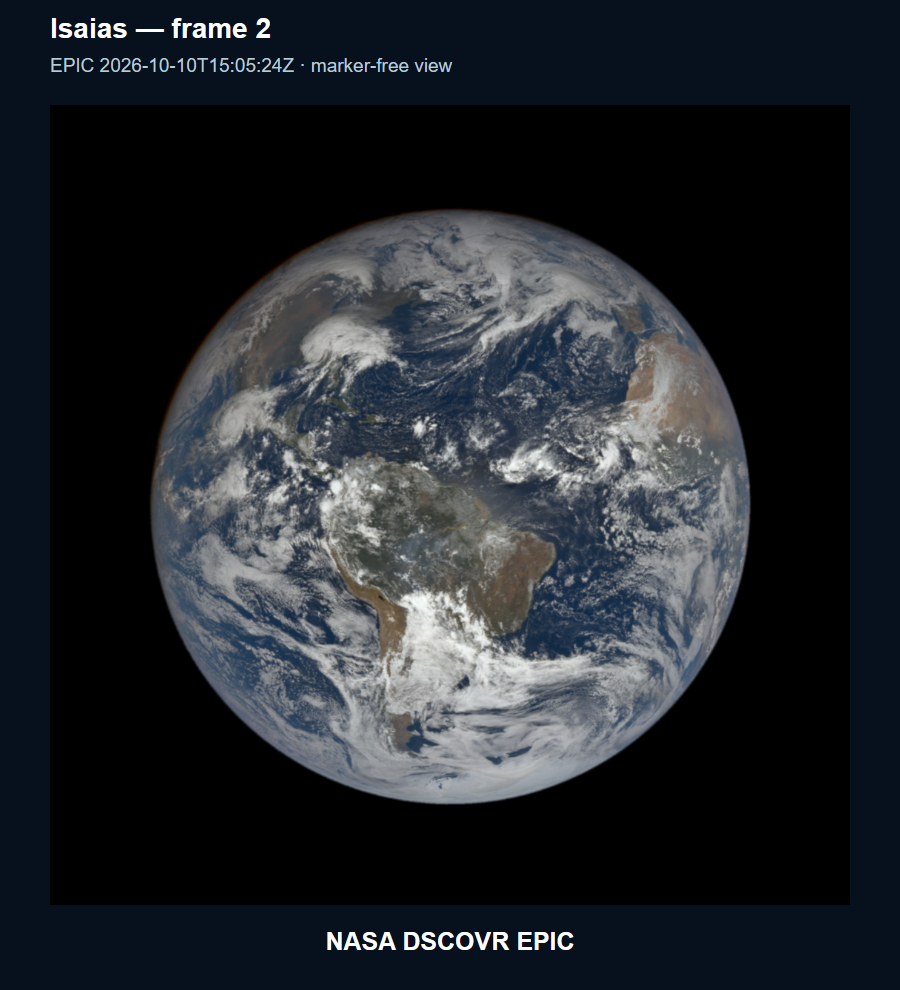 Isaias — frame 2
EPIC 2026-10-10T15:05:24Z · marker-free view
NASA DSCOVR EPIC